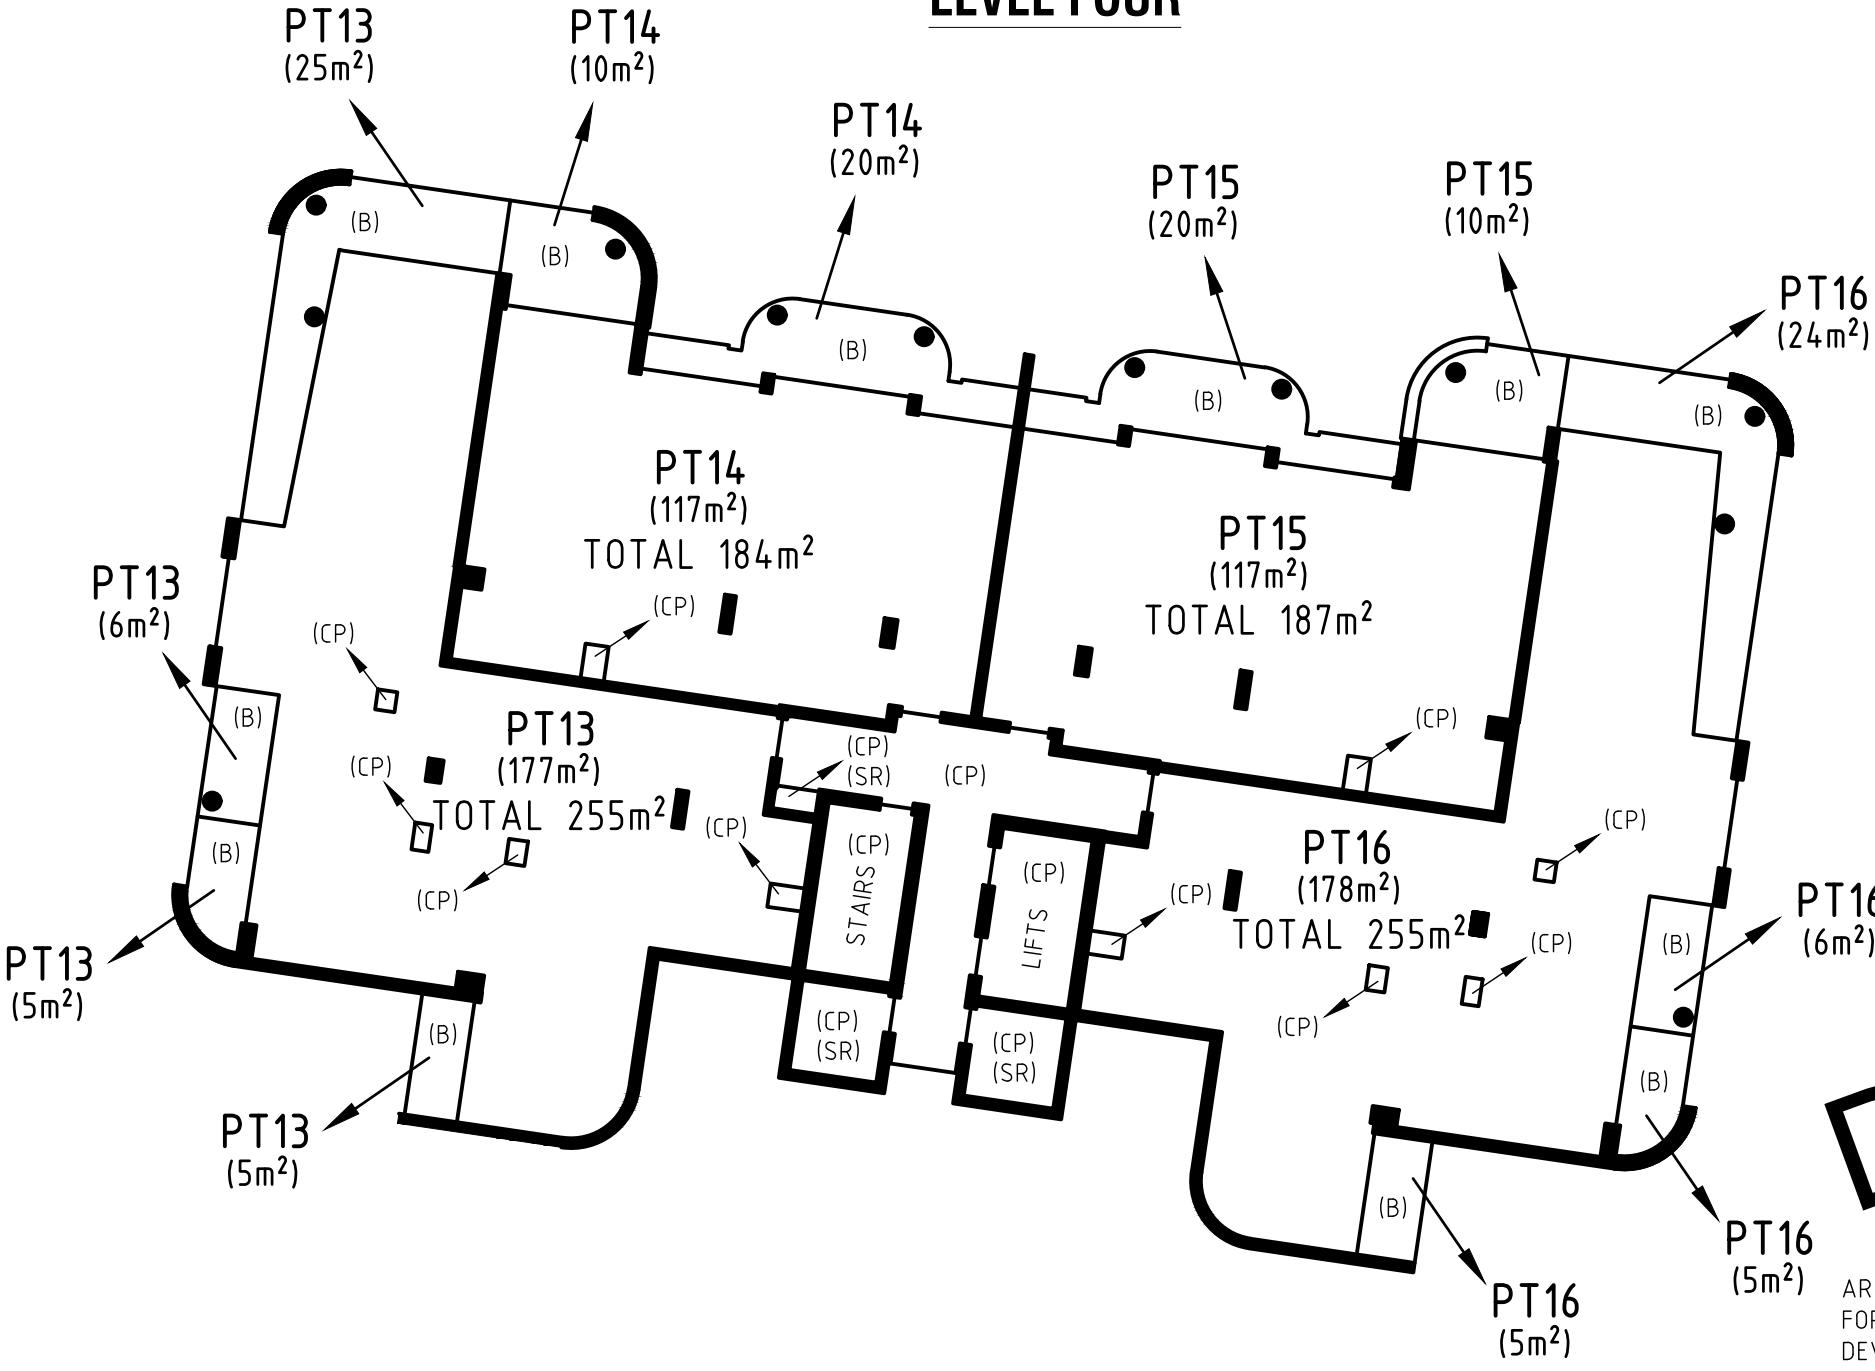 LEVEL FOUR
PT13
(25m²)
PT14
(10m²)
PT14
(20m²)
PT15
(20m²)
PT15
(10m²)
PT16
(24m²)
(B)
(B)
(B)
(B)
(B)
(B)
PT14
(117m²)
TOTAL 184m²
(CP)
PT15
(117m²)
TOTAL 187m²
(CP)
PT13
(6m²)
(CP)
(B)
PT13
(177m²)
TOTAL 255m²
(CP)
(CP)
(CP)
(CP)
(SR)
(CP)
(CP)
STAIRS
(CP)
LIFTS
(CP)
PT16
(178m²)
TOTAL 255m²
(CP)
(CP)
(CP)
(B)
PT13
(5m²)
(B)
PT13
(5m²)
(CP)
(SR)
(CP)
(SR)
(B)
PT16
(6m²)
(B)
PT16
(5m²)
(B)
PT16
(5m²)
AR
FOR
DEV